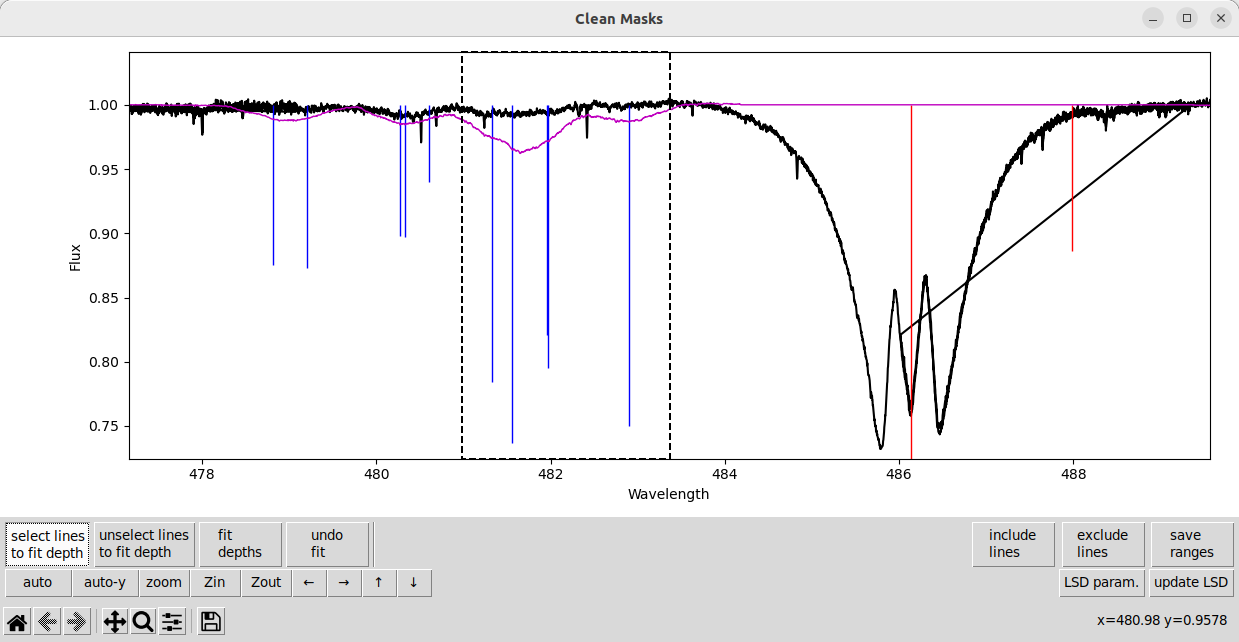 Clean Masks
1.00
0.95
0.90
0.85
0.80
0.75
Flux
478
480
482
484
486
488
Wavelength
select lines
to fit depth
unselect lines
to fit depth
fit
depths
undo
fit
include
lines
exclude
lines
save
ranges
auto
auto-y
zoom
Zin
Zout
←
→
↑
↓
LSD param.
update LSD
x=480.98 y=0.9578